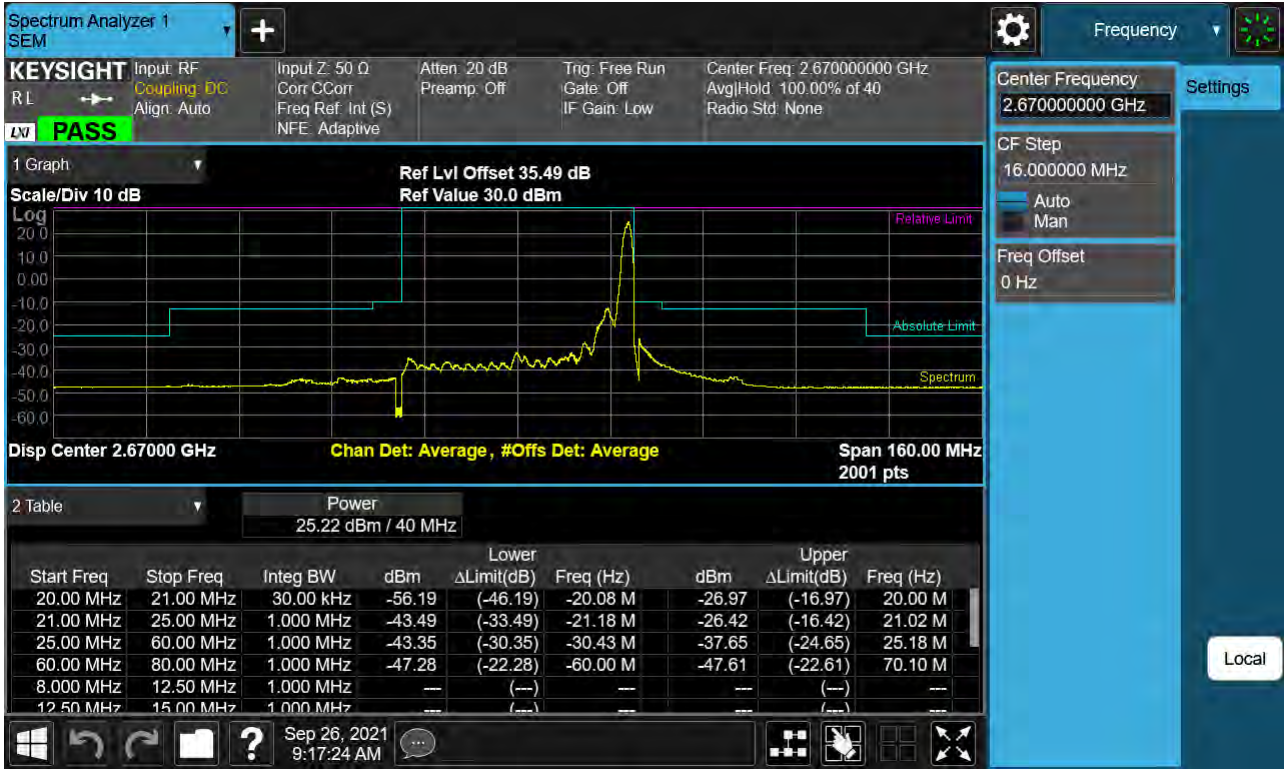 Spectrum Analyzer 1
SEM
+
Frequency
KEYSIGHT Input: RF Input Z: 50 Ω Atten: 20 dB Trig: Free Run Center Freq: 2.670000000 GHz
R L Coupling: DC Corr CCorr Preamp: Off Gate: Off Avg|Hold: 100.00% of 40
Align: Auto Freq Ref: Int (S) IF Gain: Low Radio Std: None
NFE: Adaptive
LXI PASS
1 Graph
Ref Lvl Offset 35.49 dB
Scale/Div 10 dB Ref Value 30.0 dBm
Log
Relative Limit
20.0
10.0
0.00
-10.0
-20.0
Absolute Limit
-30.0
-40.0
Spectrum
-50.0
-60.0
Disp Center 2.67000 GHz Chan Det: Average , #Offs Det: Average Span 160.00 MHz
2001 pts
2 Table Power
25.22 dBm / 40 MHz
Lower Upper
Start Freq Stop Freq Integ BW dBm ΔLimit(dB) Freq (Hz) dBm ΔLimit(dB) Freq (Hz)
20.00 MHz 21.00 MHz 30.00 kHz -56.19 (-46.19) -20.08 M -26.97 (-16.97) 20.00 M
21.00 MHz 25.00 MHz 1.000 MHz -43.49 (-33.49) -21.18 M -26.42 (-16.42) 21.02 M
25.00 MHz 60.00 MHz 1.000 MHz -43.35 (-30.35) -30.43 M -37.65 (-24.65) 25.18 M
60.00 MHz 80.00 MHz 1.000 MHz -47.28 (-22.28) -60.00 M -47.61 (-22.61) 70.10 M
8.000 MHz 12.50 MHz 1.000 MHz --- (---) --- --- (---) ---
12.50 MHz 15.00 MHz 1.000 MHz --- (---) --- --- (---) ---
? Sep 26, 2021
9:17:24 AM
Center Frequency
2.670000000 GHz
Settings
CF Step
16.000000 MHz
Auto
Man
Freq Offset
0 Hz
Local